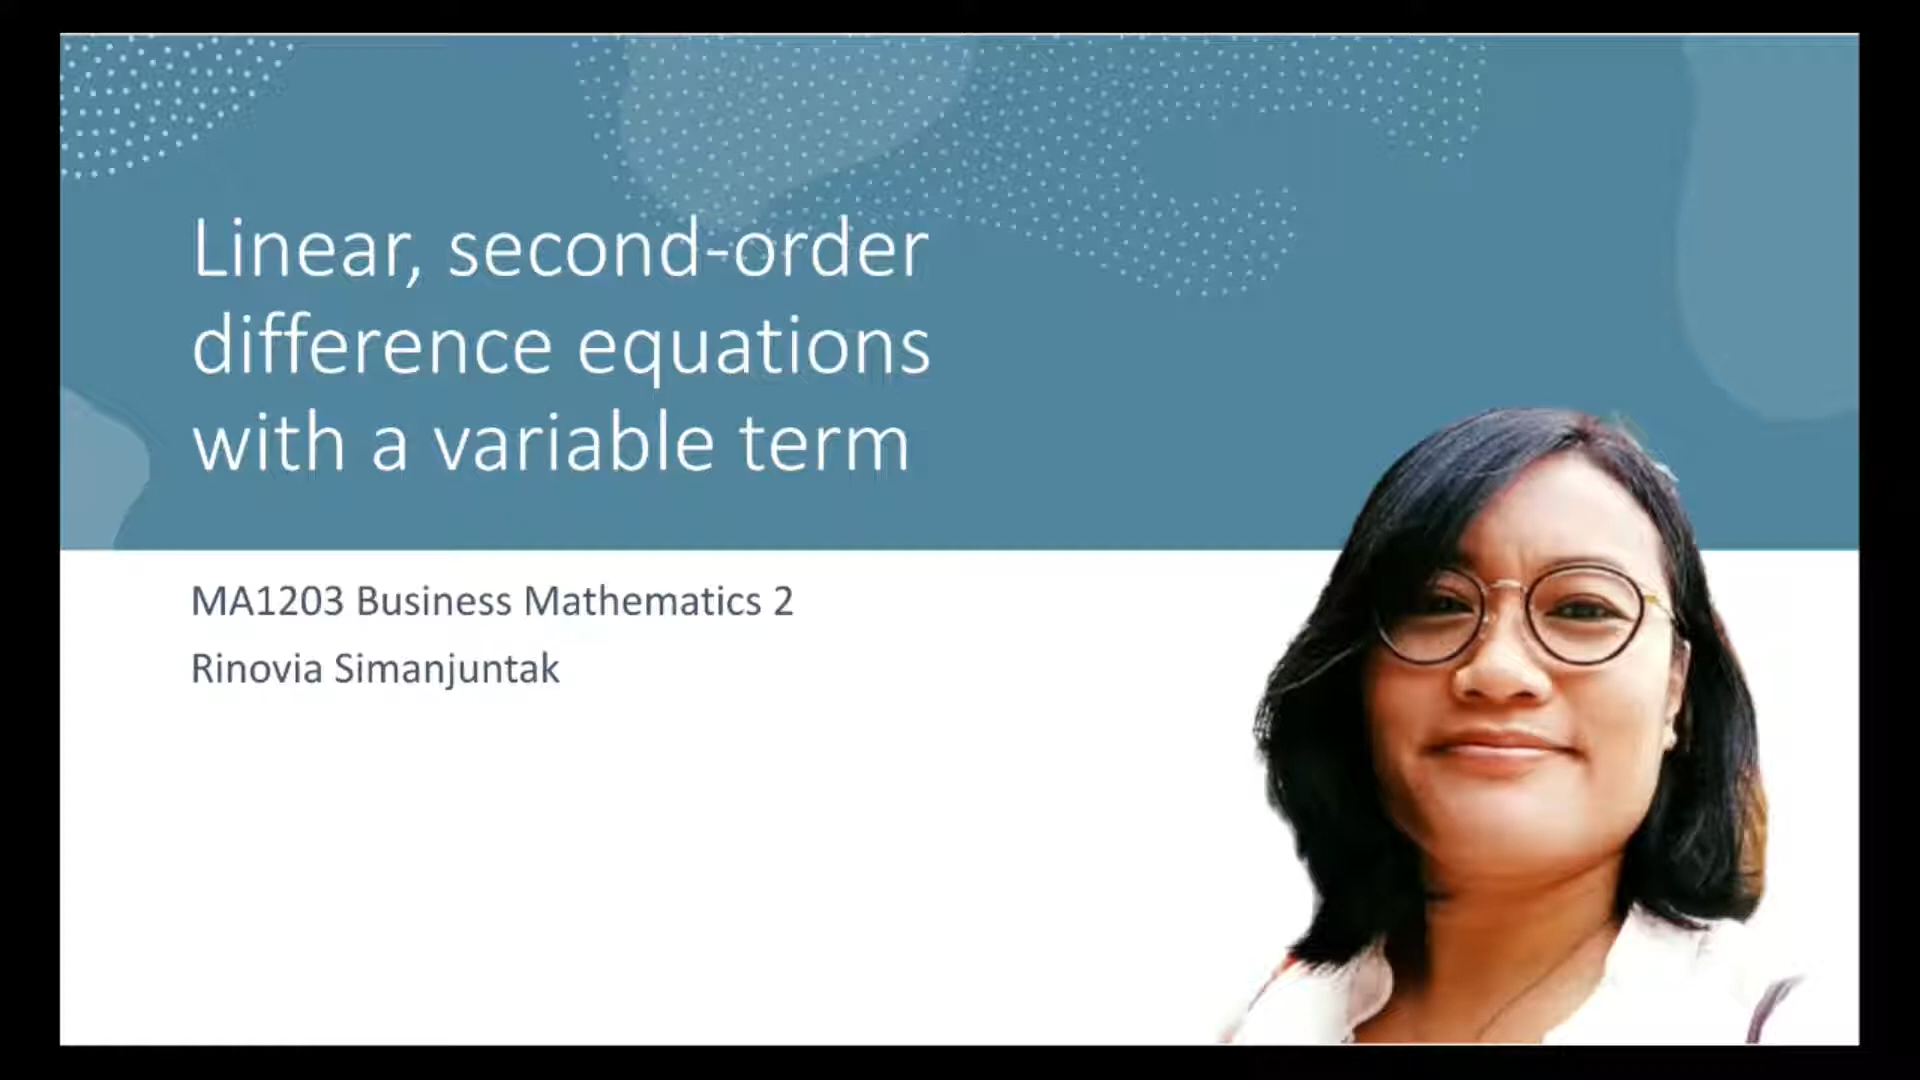 Linear, second-order
difference equations
with a variable term
MA1203 Business Mathematics 2
Rinovia Simanjuntak